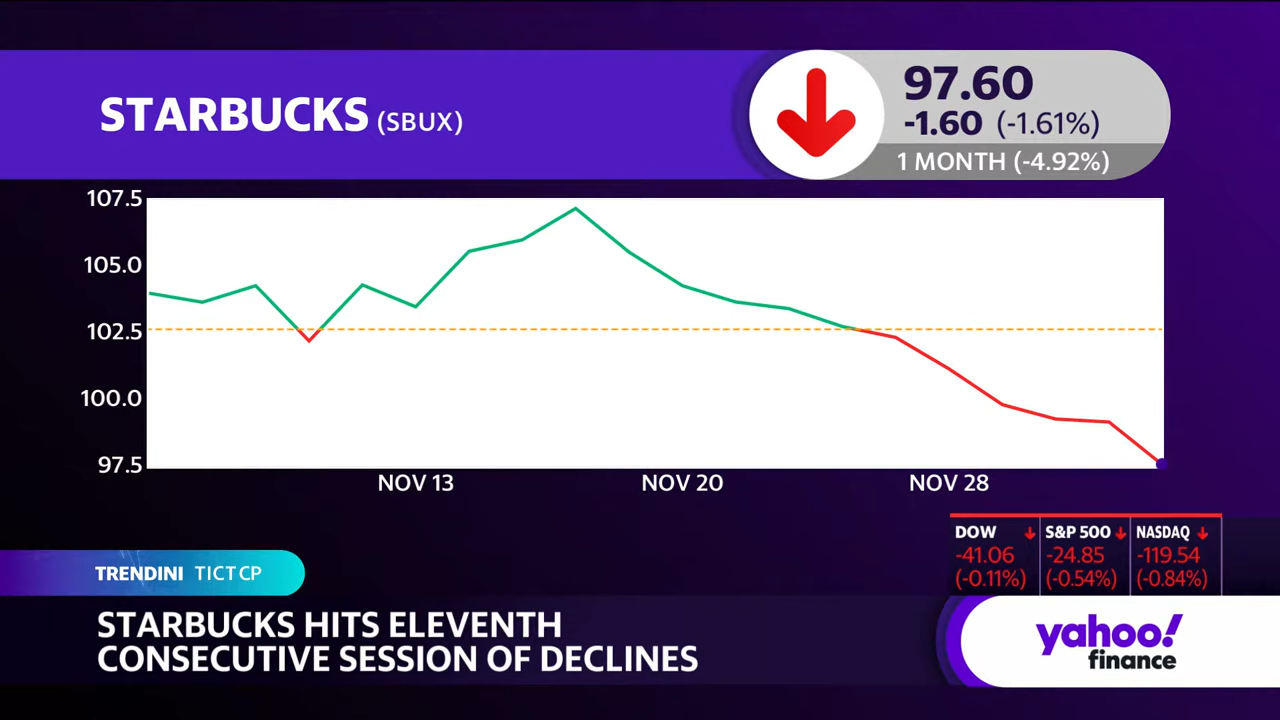 STARBUCKS (SBUX)
97.60
-1.60 (-1.61%)
1 MONTH (-4.92%)
107.5
105.0
102.5
100.0
97.5
NOV 13
NOV 20
NOV 28
DOW
-41.06
(-0.11%)
S&P 500
-24.85
(-0.54%)
NASDAQ
-119.54
(-0.84%)
STARBUCKS HITS ELEVENTH
CONSECUTIVE SESSION OF DECLINES
yahoo!
finance